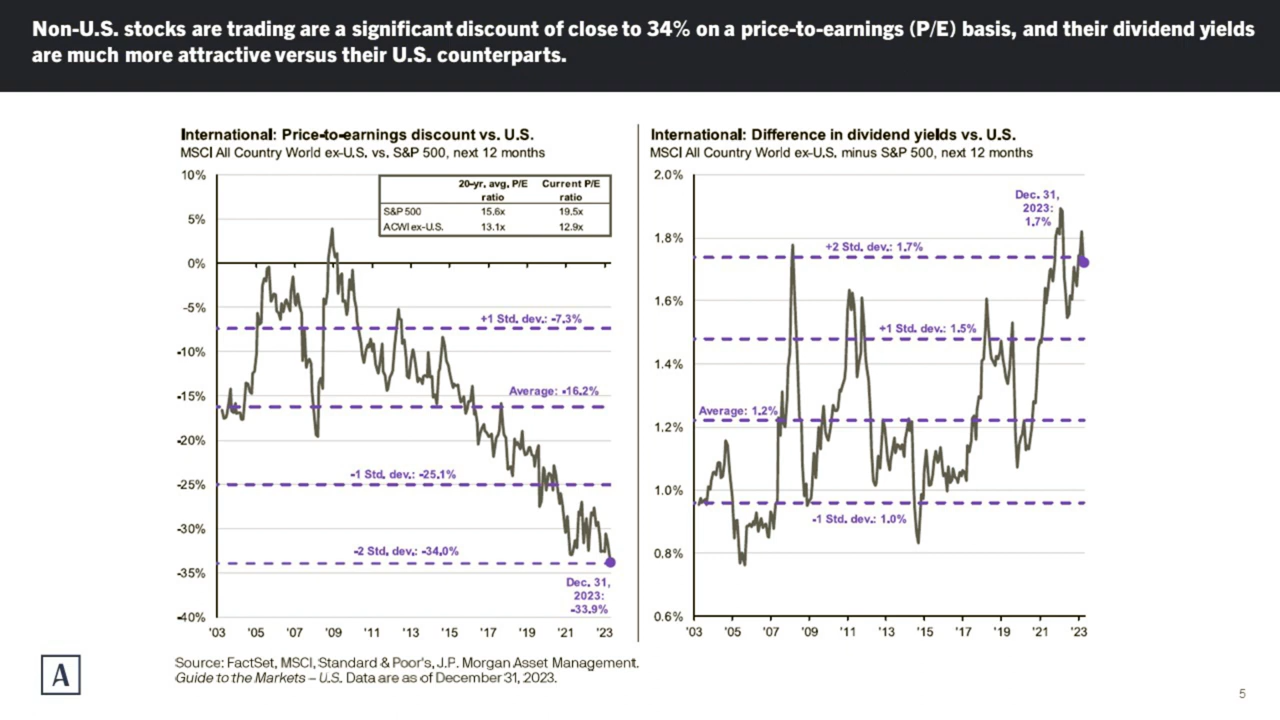 Non-U.S. stocks are trading are a significant discount of close to 34% on a price-to-earnings (P/E) basis, and their dividend yields
are much more attractive versus their U.S. counterparts.
International: Price-to-earnings discount vs. U.S.
MSCI All Country World ex-U.S. vs. S&P 500, next 12 months
10%
5%
0%
-5%
-10%
-15%
-20%
-25%
-30%
-35%
-40%
20-yr. avg. P/E ratio
Current P/E ratio
S&P 500 15.6x 19.5x
ACWI ex-U.S. 13.1x 12.9x
+1 Std. dev.: -7.3%
Average: -16.2%
-1 Std. dev.: -25.1%
-2 Std. dev.: -34.0%
Dec. 31,
2023:
-33.9%
'03 '05 '07 '09 '11 '13 '15 '17 '19 '21 '23
International: Difference in dividend yields vs. U.S.
MSCI All Country World ex-U.S. minus S&P 500, next 12 months
2.0%
1.8%
1.6%
1.4%
1.2%
1.0%
0.8%
0.6%
Dec. 31,
2023:
1.7%
+2 Std. dev.: 1.7%
+1 Std. dev.: 1.5%
Average: 1.2%
-1 Std. dev.: 1.0%
'03 '05 '07 '09 '11 '13 '15 '17 '19 '21 '23
Source: FactSet, MSCI, Standard & Poor's, J.P. Morgan Asset Management.
Guide to the Markets – U.S. Data are as of December 31, 2023.
A
5